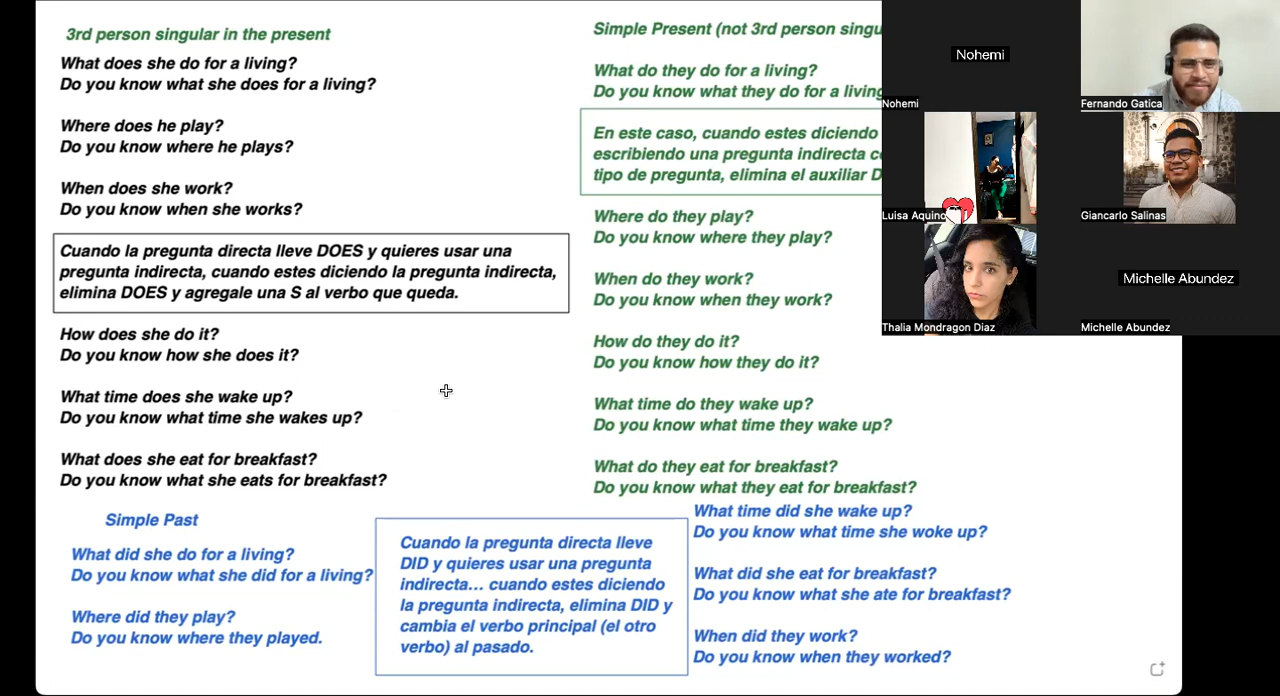 3rd person singular in the present
What does she do for a living?
Do you know what she does for a living?
Where does he play?
Do you know where he plays?
When does she work?
Do you know when she works?
Cuando la pregunta directa lleve DOES y quieres usar una
pregunta indirecta, cuando estes diciendo la pregunta indirecta,
elimina DOES y agregale una S al verbo que queda.
How does she do it?
Do you know how she does it?
What time does she wake up?
Do you know what time she wakes up?
What does she eat for breakfast?
Do you know what she eats for breakfast?
Simple Present (not 3rd person singu
What do they do for a living?
Do you know what they do for a living
En este caso, cuando estes diciendo
escribiendo una pregunta indirecta c
tipo de pregunta, elimina el auxiliar D
Where do they play?
Do you know where they play?
When do they work?
Do you know when they work?
How do they do it?
Do you know how they do it?
What time do they wake up?
Do you know what time they wake up?
What do they eat for breakfast?
Do you know what they eat for breakfast?
Simple Past
What did she do for a living?
Do you know what she did for a living?
Where did they play?
Do you know where they played.
Cuando la pregunta directa lleve
DID y quieres usar una pregunta
indirecta... cuando estes diciendo
la pregunta indirecta, elimina DID y
cambia el verbo principal (el otro
verbo) al pasado.
What time did she wake up?
Do you know what time she woke up?
What did she eat for breakfast?
Do you know what she ate for breakfast?
When did they work?
Do you know when they worked?
Nohemi
Nohemi
Fernando Gatica
Luisa Aquino
Giancarlo Salinas
Thalia Mondragon Diaz
Michelle Abundez
Michelle Abundez